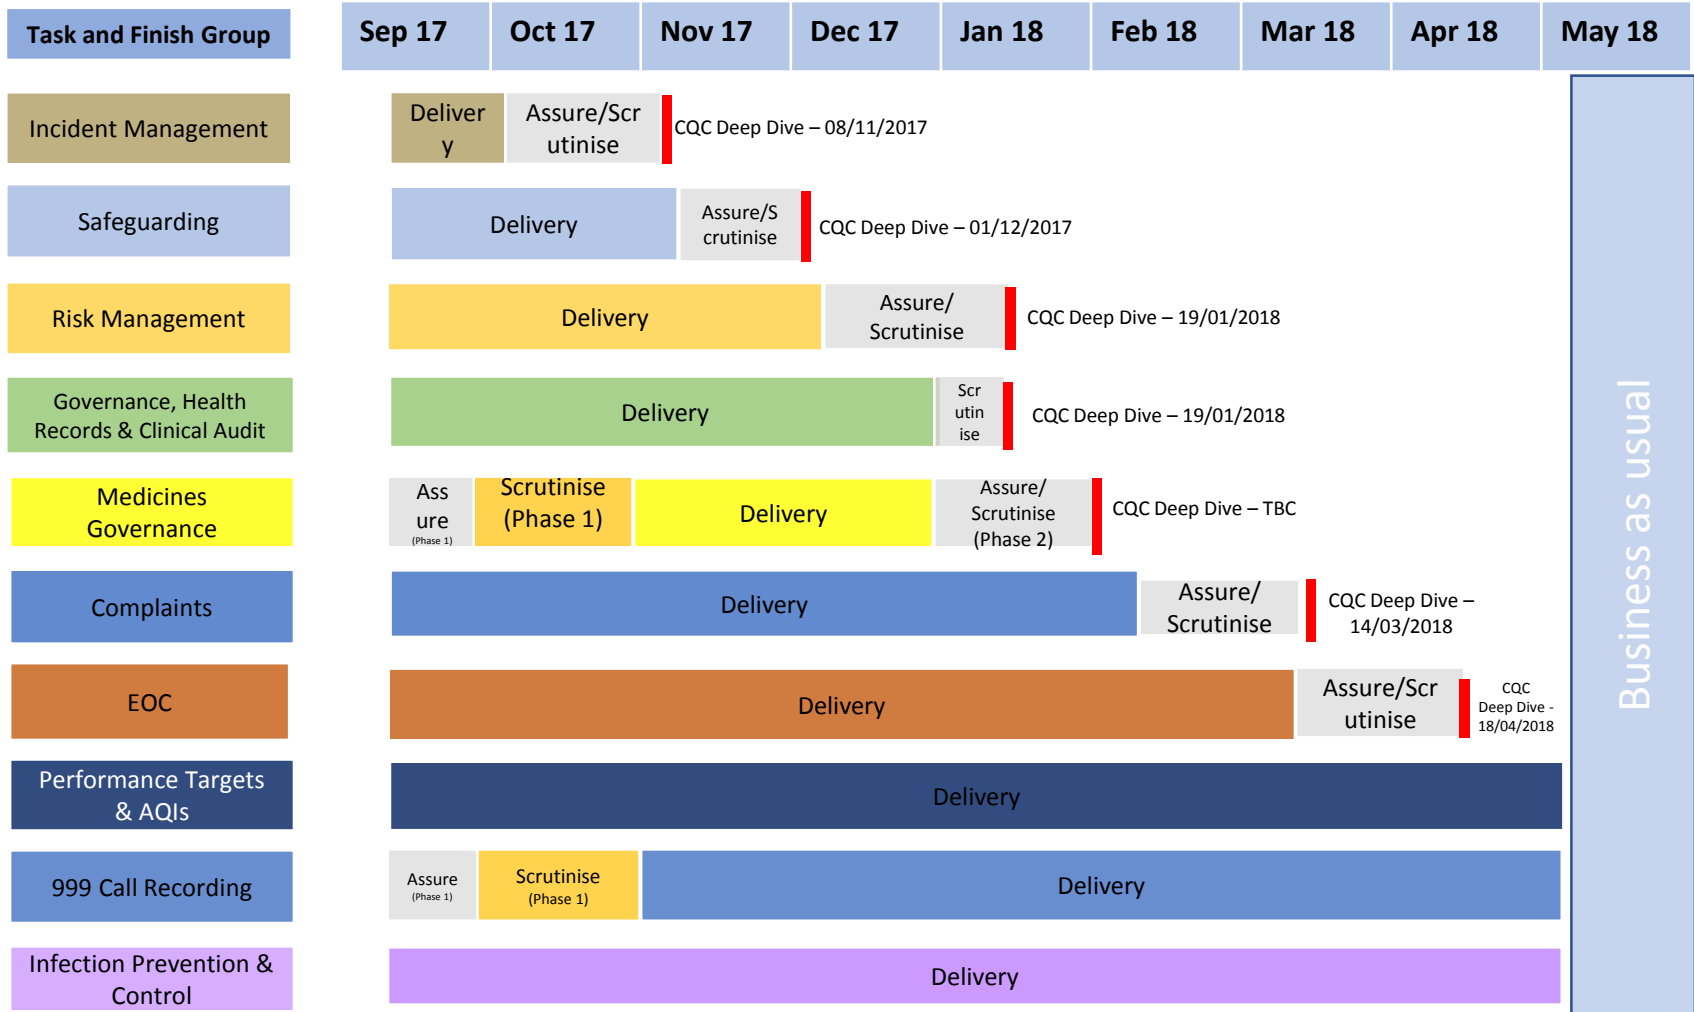 Task and Finish Group
Sep 17
Oct 17
Nov 17
Dec 17
Jan 18
Feb 18
Mar 18
Apr 18
May 18
Incident Management
Deliver
y
Assure/Scr
utinise
CQC Deep Dive – 08/11/2017
Safeguarding
Delivery
Assure/S
crutinise
CQC Deep Dive – 01/12/2017
Risk Management
Delivery
Assure/
Scrutinise
CQC Deep Dive – 19/01/2018
Governance, Health
Records & Clinical Audit
Delivery
Scr
utin
ise
CQC Deep Dive – 19/01/2018
Medicines
Governance
Ass
ure
(Phase 1)
Scrutinise
(Phase 1)
Delivery
Assure/
Scrutinise
(Phase 2)
CQC Deep Dive – TBC
Complaints
Delivery
Assure/
Scrutinise
CQC Deep Dive –
14/03/2018
EOC
Delivery
Assure/Scr
utinise
CQC
Deep Dive -
18/04/2018
Performance Targets
& AQIs
Delivery
999 Call Recording
Assure
(Phase 1)
Scrutinise
(Phase 1)
Delivery
Infection Prevention &
Control
Delivery
Business as usual